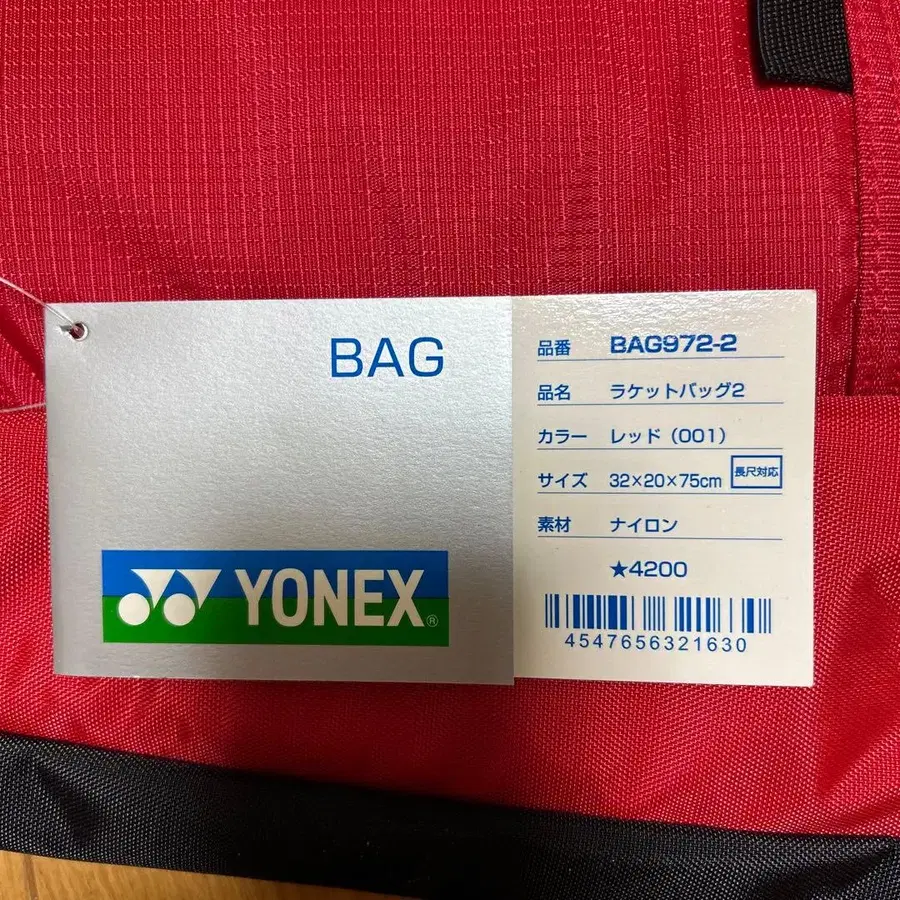 BAG
YONEX®
品番 BAG972-2
品名 ラケットバッグ2
カラー レッド(001)
サイズ 32×20×75cm 長尺対応
素材 ナイロン
★4200
4547656321630